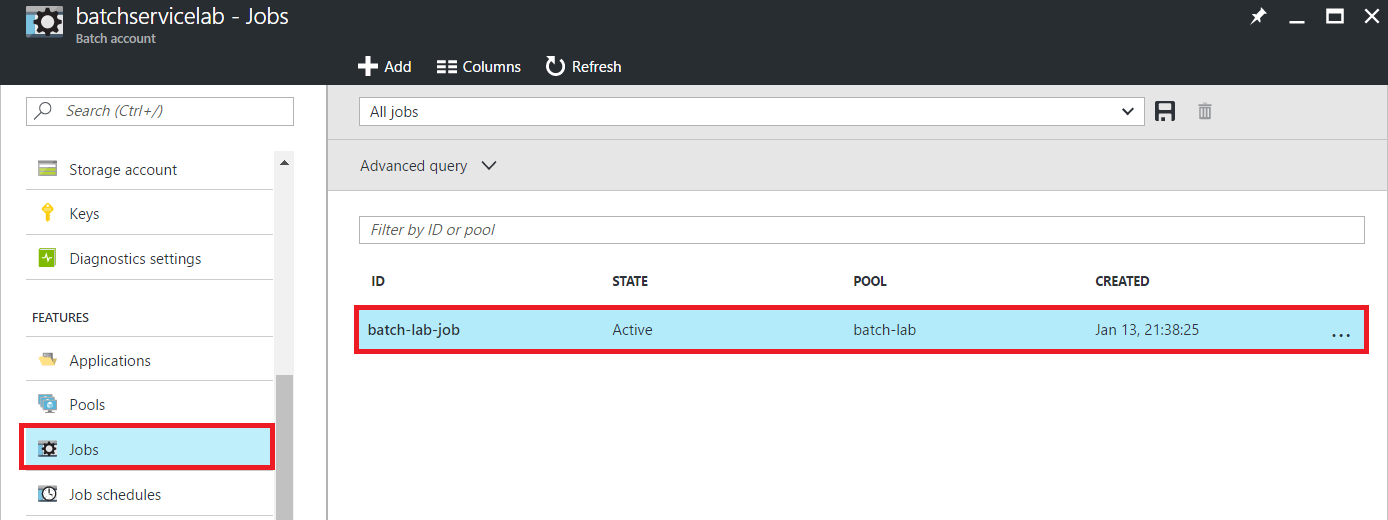 batchservicelab - Jobs
Batch account
Add Columns Refresh
Search (Ctrl+/)
Storage account
Keys
Diagnostics settings
FEATURES
Applications
Pools
Jobs
Job schedules
All jobs
Advanced query
Filter by ID or pool
ID STATE POOL CREATED
batch-lab-job Active batch-lab Jan 13, 21:38:25 ...